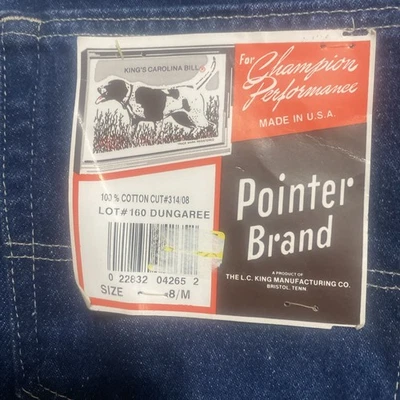 KING'S CAROLINA BILL
For
Champion
Performance
MADE IN U.S.A.
100 % COTTON CUT#314/08
LOT#160 DUNGAREE
0 22832 04265 2
SIZE 8/M
Pointer
Brand
A PRODUCT OF
THE L.C. KING MANUFACTURING CO.
BRISTOL, TENN.